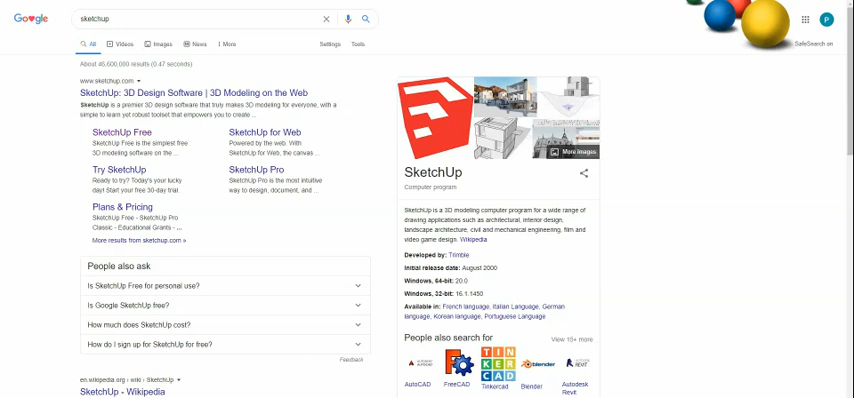 Google
sketchup
All
Videos
Images
News
More
Settings
Tools
SafeSearch on
P
About 46,600,000 results (0.47 seconds)
www.sketchup.com
SketchUp: 3D Design Software | 3D Modeling on the Web
SketchUp is a premier 3D design software that truly makes 3D modeling for everyone, with a
simple to learn yet robust toolset that empowers you to create ...
SketchUp Free
SketchUp Free is the simplest free
3D modeling software on the ...
SketchUp for Web
Powered by the web. With
SketchUp for Web, the canvas ...
Try SketchUp
Ready to try? Today's your lucky
day! Start your free 30-day trial.
SketchUp Pro
SketchUp Pro is the most intuitive
way to design, document, and ...
Plans & Pricing
SketchUp Free - SketchUp Pro
Classic - Educational Grants - ...
More results from sketchup.com »
People also ask
Is SketchUp Free for personal use?
Is Google SketchUp free?
How much does SketchUp cost?
How do I sign up for SketchUp for free?
Feedback
en.wikipedia.org › wiki › SketchUp
SketchUp - Wikipedia
More images
SketchUp
Computer program
SketchUp is a 3D modeling computer program for a wide range of
drawing applications such as architectural, interior design,
landscape architecture, civil and mechanical engineering, film and
video game design. Wikipedia
Developed by: Trimble
Initial release date: August 2000
Windows, 64-bit: 20.0
Windows, 32-bit: 16.1.1450
Available in: French language, Italian Language, German
language, Korean language, Portuguese Language
People also search for
View 15+ more
TIN
KER
CAD
blender
AutoCAD
FreeCAD
Tinkercad
Blender
Autodesk
Revit